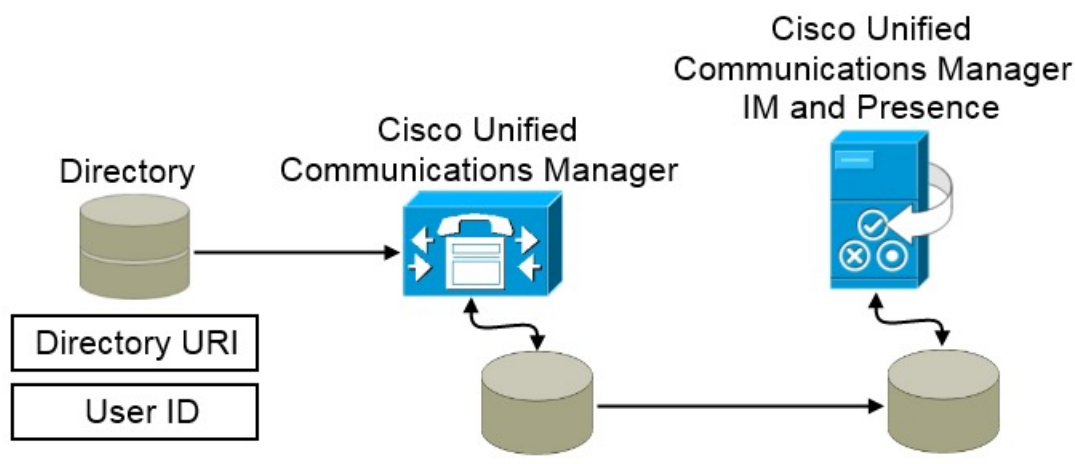 Cisco Unified
Communications Manager
IM and Presence
Cisco Unified
Communications Manager
Directory
Directory URI
User ID